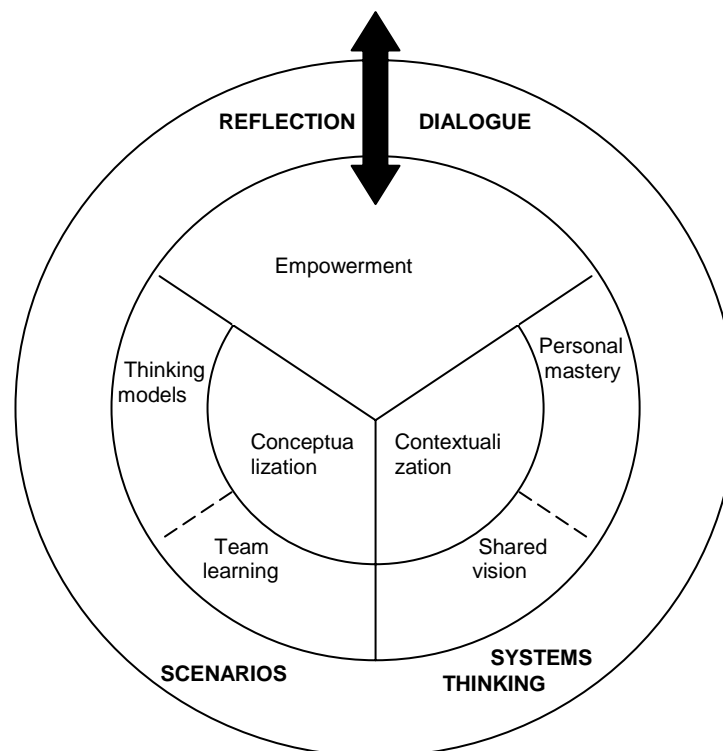 REFLECTION
DIALOGUE
Empowerment
Thinking
models
Personal
mastery
Conceptua
lization
Contextuali
zation
Team
learning
Shared
vision
SCENARIOS
SYSTEMS
THINKING